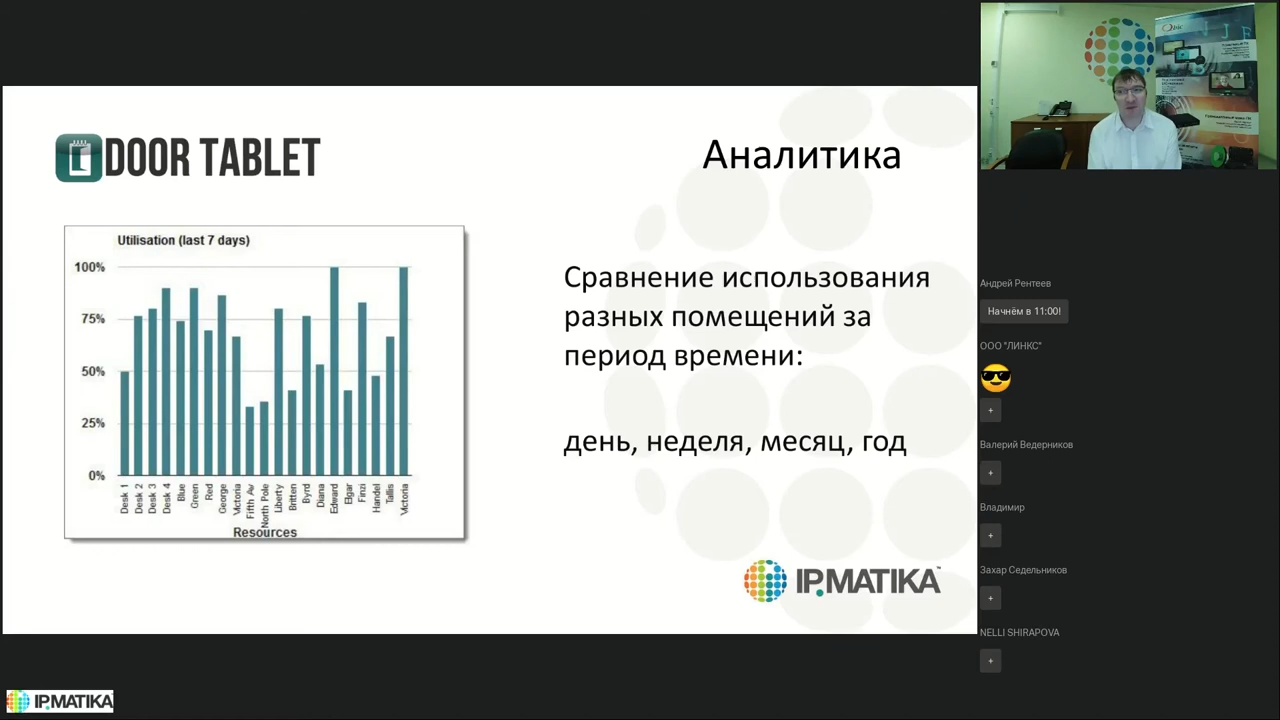 DOOR TABLET
Аналитика
Utilisation (last 7 days)
100%
75%
50%
25%
0%
Desk 1
Desk 2
Desk 3
Desk 4
Blue
Green
Red
George
Victoria
Fifth Av
North Pole
Liberty
Britten
Byrd
Diana
Edward
Elgar
Finzi
Handel
Tallis
Victoria
Resources
Сравнение использования
разных помещений за
период времени:
день, неделя, месяц, год
IP.MATIKA™
IP.MATIKA
Андрей Рентеев
Начнём в 11:00!
ООО "ЛИНКС"
+
Валерий Ведерников
+
Владимир
+
Захар Седельников
+
NELLI SHIRAPOVA
+